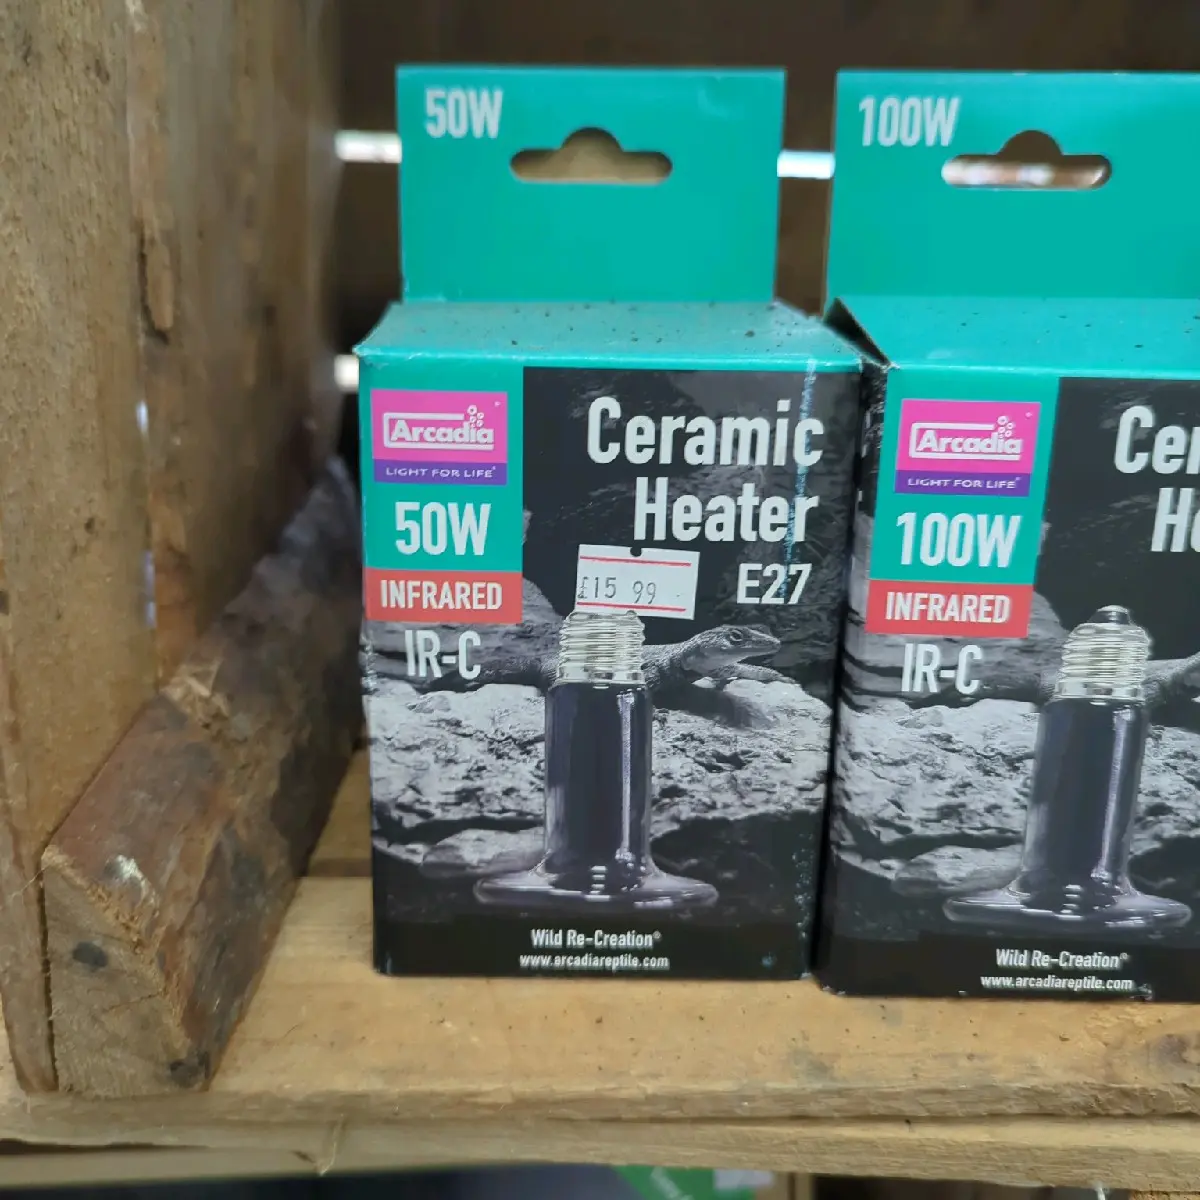 50W
Arcadia
LIGHT FOR LIFE
50W
INFRARED
IR-C
Ceramic
Heater
E27
£15 99
Wild Re-Creation®
www.arcadiareptile.com
100W
Arcadia
LIGHT FOR LIFE
100W
INFRARED
IR-C
Wild Re-Creation®
www.arcadiareptile.com